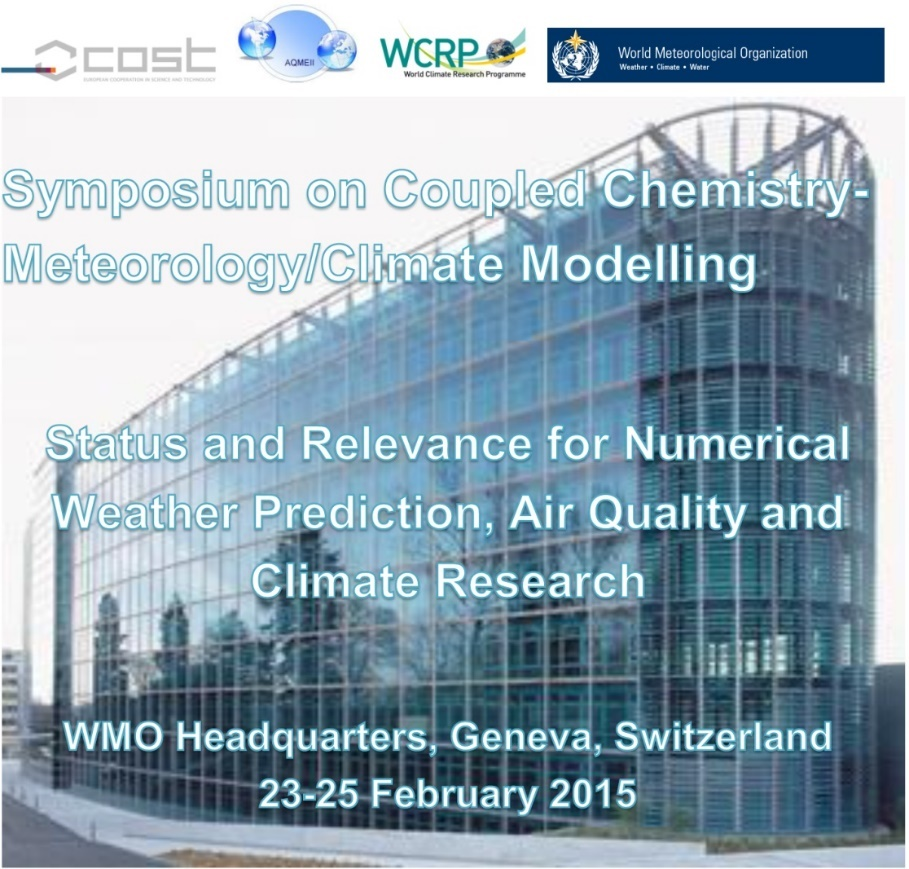 cost
EUROPEAN COOPERATION IN SCIENCE AND TECHNOLOGY
AQMEII
WCRP
World Climate Research Programme
World Meteorological Organization
Weather • Climate • Water
Symposium on Coupled Chemistry-
Meteorology/Climate Modelling
Status and Relevance for Numerical
Weather Prediction, Air Quality and
Climate Research
WMO Headquarters, Geneva, Switzerland
23-25 February 2015